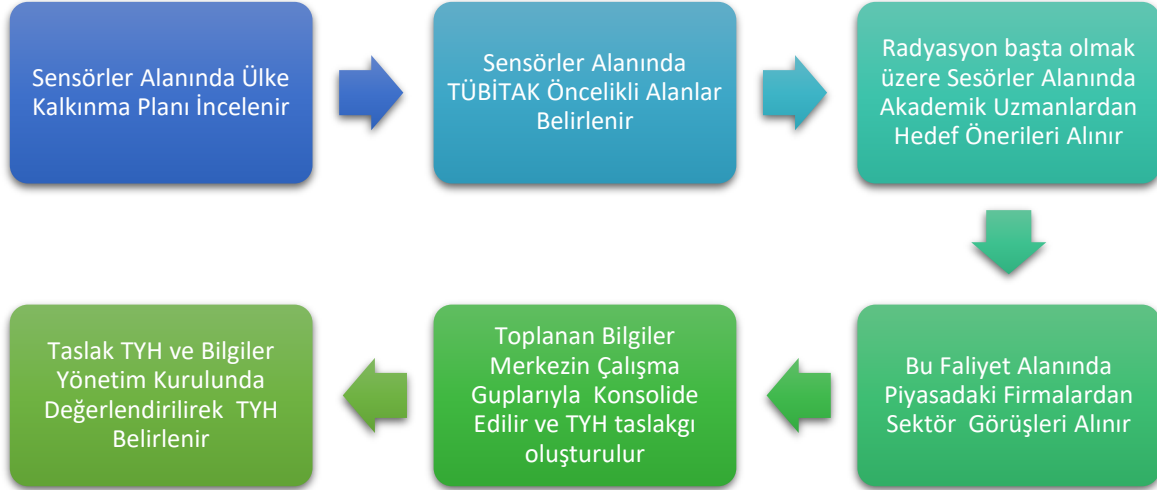 Sensörler Alanında Ülke
Kalkınma Planı İncelenir
Sensörler Alanında
TÜBİTAK Öncelikli Alanlar
Belirlenir
Radyasyon başta olmak
üzere Sesörler Alanında
Akademik Uzmanlardan
Hedef Önerileri Alınır
Bu Faliyet Alanında
Piyasadaki Firmalardan
Sektör Görüşleri Alınır
Toplanan Bilgiler
Merkezin Çalışma
Guplarıyla Konsolide
Edilir ve TYH taslakgı
oluşturulur
Taslak TYH ve Bilgiler
Yönetim Kurulunda
Değerlendirilirek TYH
Belirlenir